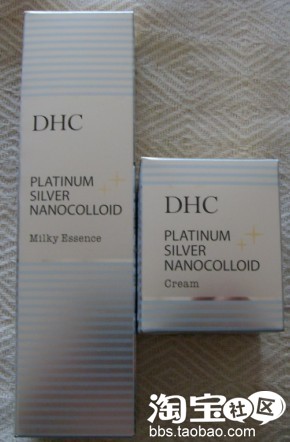 DHC
PLATINUM
SILVER
NANOCOLLOID
Milky Essence
DHC
PLATINUM
SILVER
NANOCOLLOID
Cream
淘宝社区
bbs.taobao.com